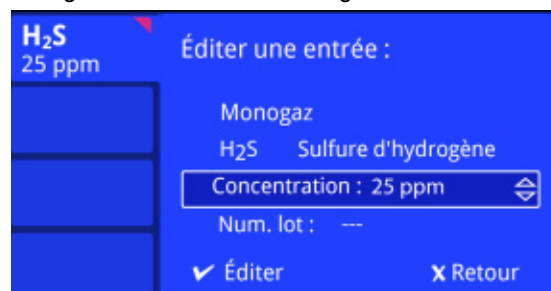 H₂S
25 ppm
Éditer une entrée :
Monogaz
H₂S Sulfure d'hydrogène
Concentration : 25 ppm
Num. lot : ---
✔ Éditer
X Retour